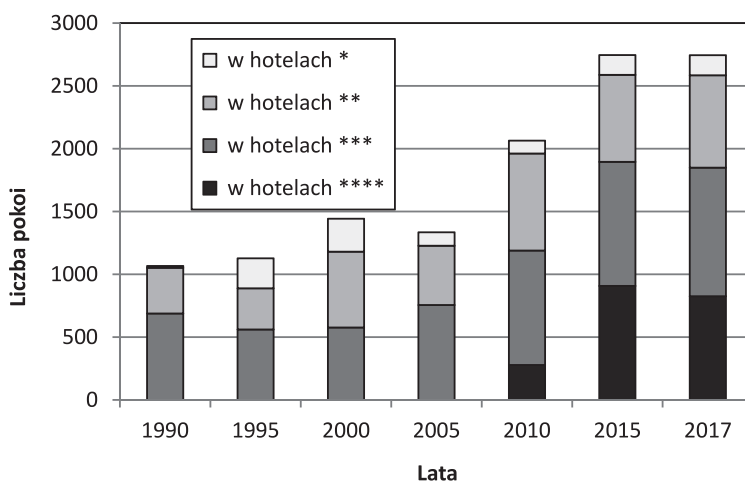 3000
2500
2000
1500
1000
500
0
Liczba pokoi
w hotelach *
w hotelach **
w hotelach ***
w hotelach ****
1990 1995 2000 2005 2010 2015 2017
Lata